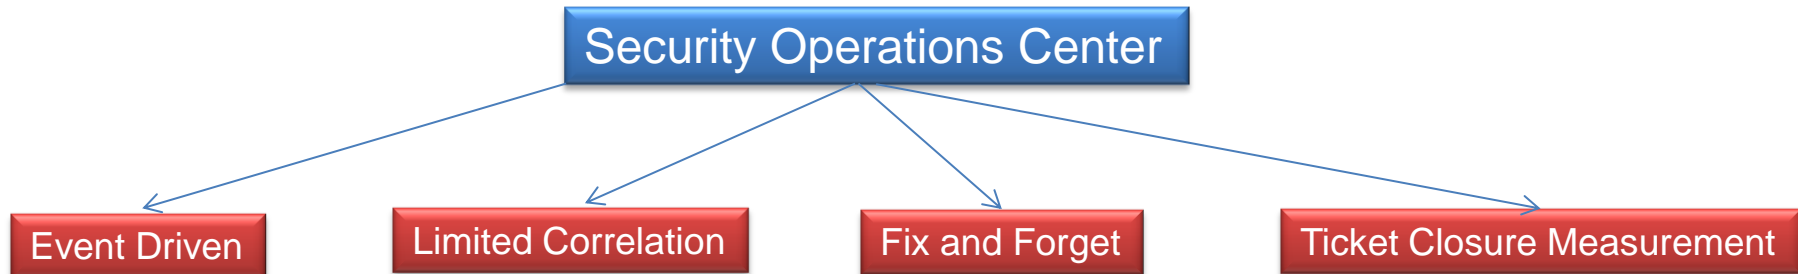 Security Operations Center
Event Driven
Limited Correlation
Fix and Forget
Ticket Closure Measurement